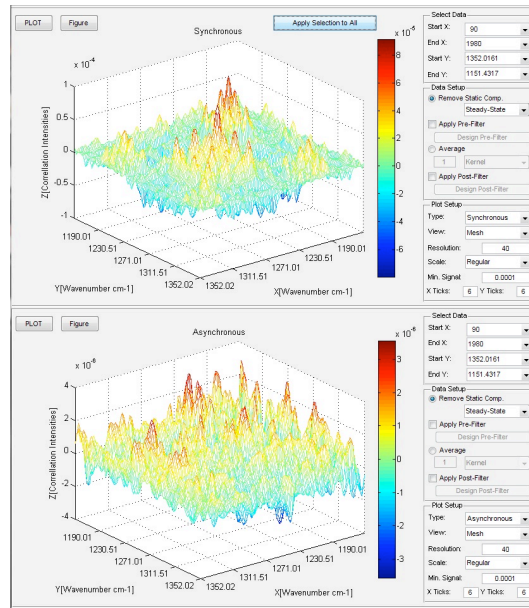 PLOT Figure Apply Selection to All
Synchronous
x 10^-4
1
0.5
0
-0.5
-1
Z[Correlation Intensities]
1190.01
1230.51
1271.01
1311.51
1352.02
Y[Wavenumber cm-1]
1352.02
1311.51
1271.01
1230.51
1190.01
X[Wavenumber cm-1]
x 10^-5
8
6
4
2
0
-2
-4
-6
Select Data
Start X: 90
End X: 1980
Start Y: 1352.0161
End Y: 1151.4317
Data Setup
Remove Static Comp.
Steady-State
Apply Pre-Filter
Design Pre-Filter
Average
1 Kernel
Apply Post-Filter
Design Post-Filter
Plot Setup
Type: Synchronous
View: Mesh
Resolution: 40
Scale: Regular
Min. Signal: 0.0001
X Ticks: 6 Y Ticks: 6
PLOT Figure
Asynchronous
4
2
0
-2
-4
Z[Correlation Intensities]
1190.01
1230.51
1271.01
1311.51
1352.02
Y[Wavenumber cm-1]
1352.02
1311.51
1271.01
1230.51
1190.01
X[Wavenumber cm-1]
3
2
1
0
-1
-2
-3
Select Data
Start X: 90
End X: 1980
Start Y: 1352.0161
End Y: 1151.4317
Data Setup
Remove Static Comp.
Steady-State
Apply Pre-Filter
Design Pre-Filter
Average
1 Kernel
Apply Post-Filter
Design Post-Filter
Plot Setup
Type: Asynchronous
View: Mesh
Resolution: 40
Scale: Regular
Min. Signal: 0.0001
X Ticks: 6 Y Ticks: 6